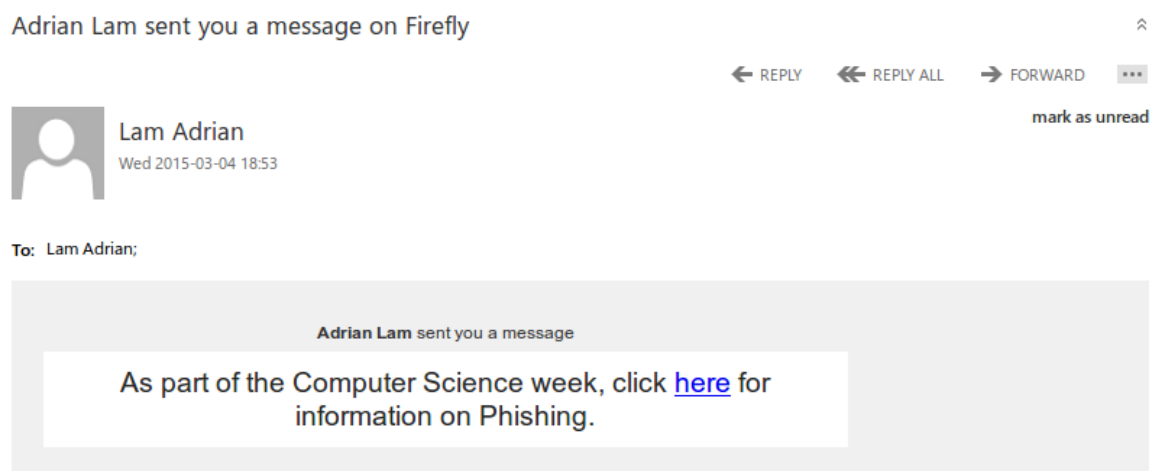 Adrian Lam sent you a message on Firefly
REPLY REPLY ALL FORWARD
mark as unread
Lam Adrian
Wed 2015-03-04 18:53
To: Lam Adrian;
Adrian Lam sent you a message
As part of the Computer Science week, click here for
information on Phishing.